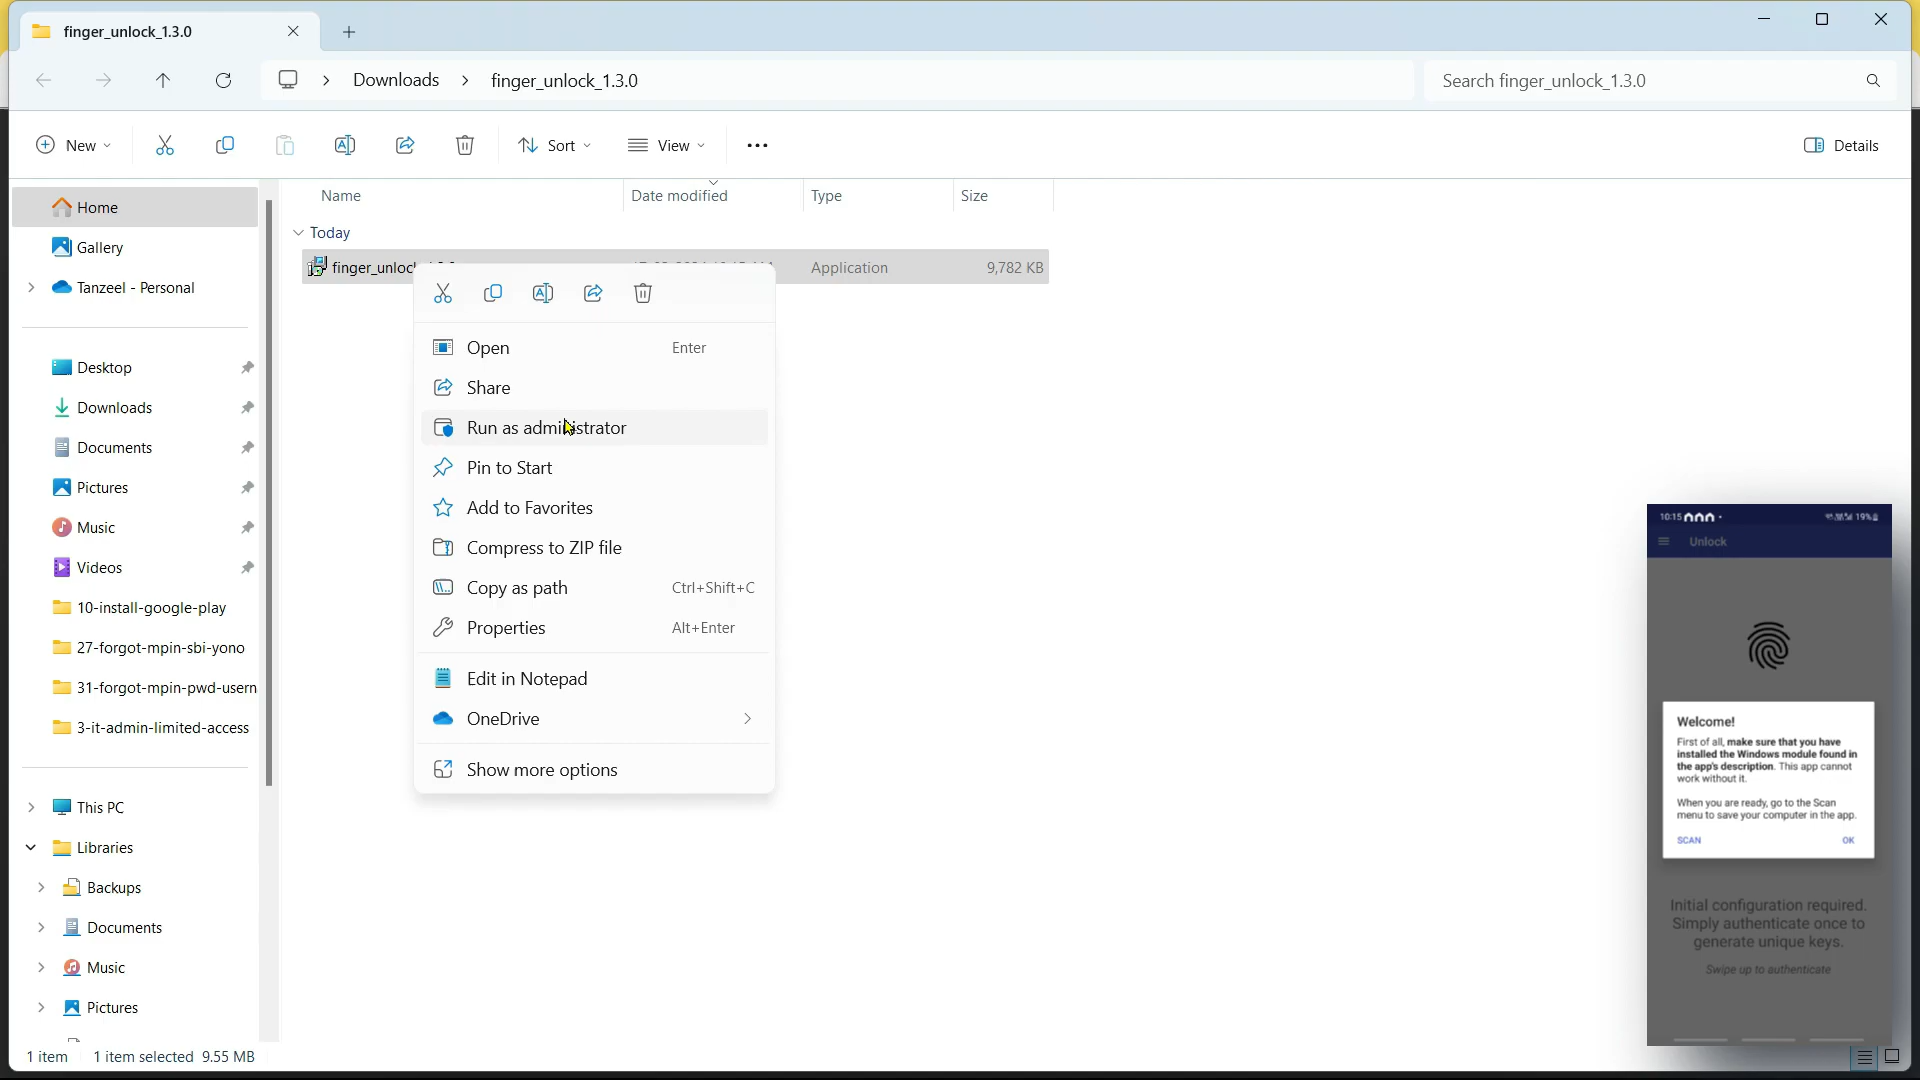 finger_unlock_1.3.0
Downloads
finger_unlock_1.3.0
Search finger_unlock_1.3.0
New
Sort
View
Details
Name
Date modified
Type
Size
Today
Application
9,782 KB
Home
Gallery
Tanzeel - Personal
Desktop
Downloads
Documents
Pictures
Music
Videos
10-install-google-play
27-forgot-mpin-sbi-yono
31-forgot-mpin-pwd-usern
3-it-admin-limited-access
This PC
Libraries
Backups
Documents
Music
Pictures
Open Enter
Share
Run as administrator
Pin to Start
Add to Favorites
Compress to ZIP file
Copy as path Ctrl+Shift+C
Properties Alt+Enter
Edit in Notepad
OneDrive
Show more options
10:15
19%
Unlock
Welcome!
First of all, make sure that you have
installed the Windows module found in
the app's description. This app cannot
work without it.
When you are ready, go to the Scan
menu to save your computer in the app.
SCAN OK
Initial configuration required.
Simply authenticate once to
generate unique keys.
Swipe up to authenticate
1 item 1 item selected 9.55 MB